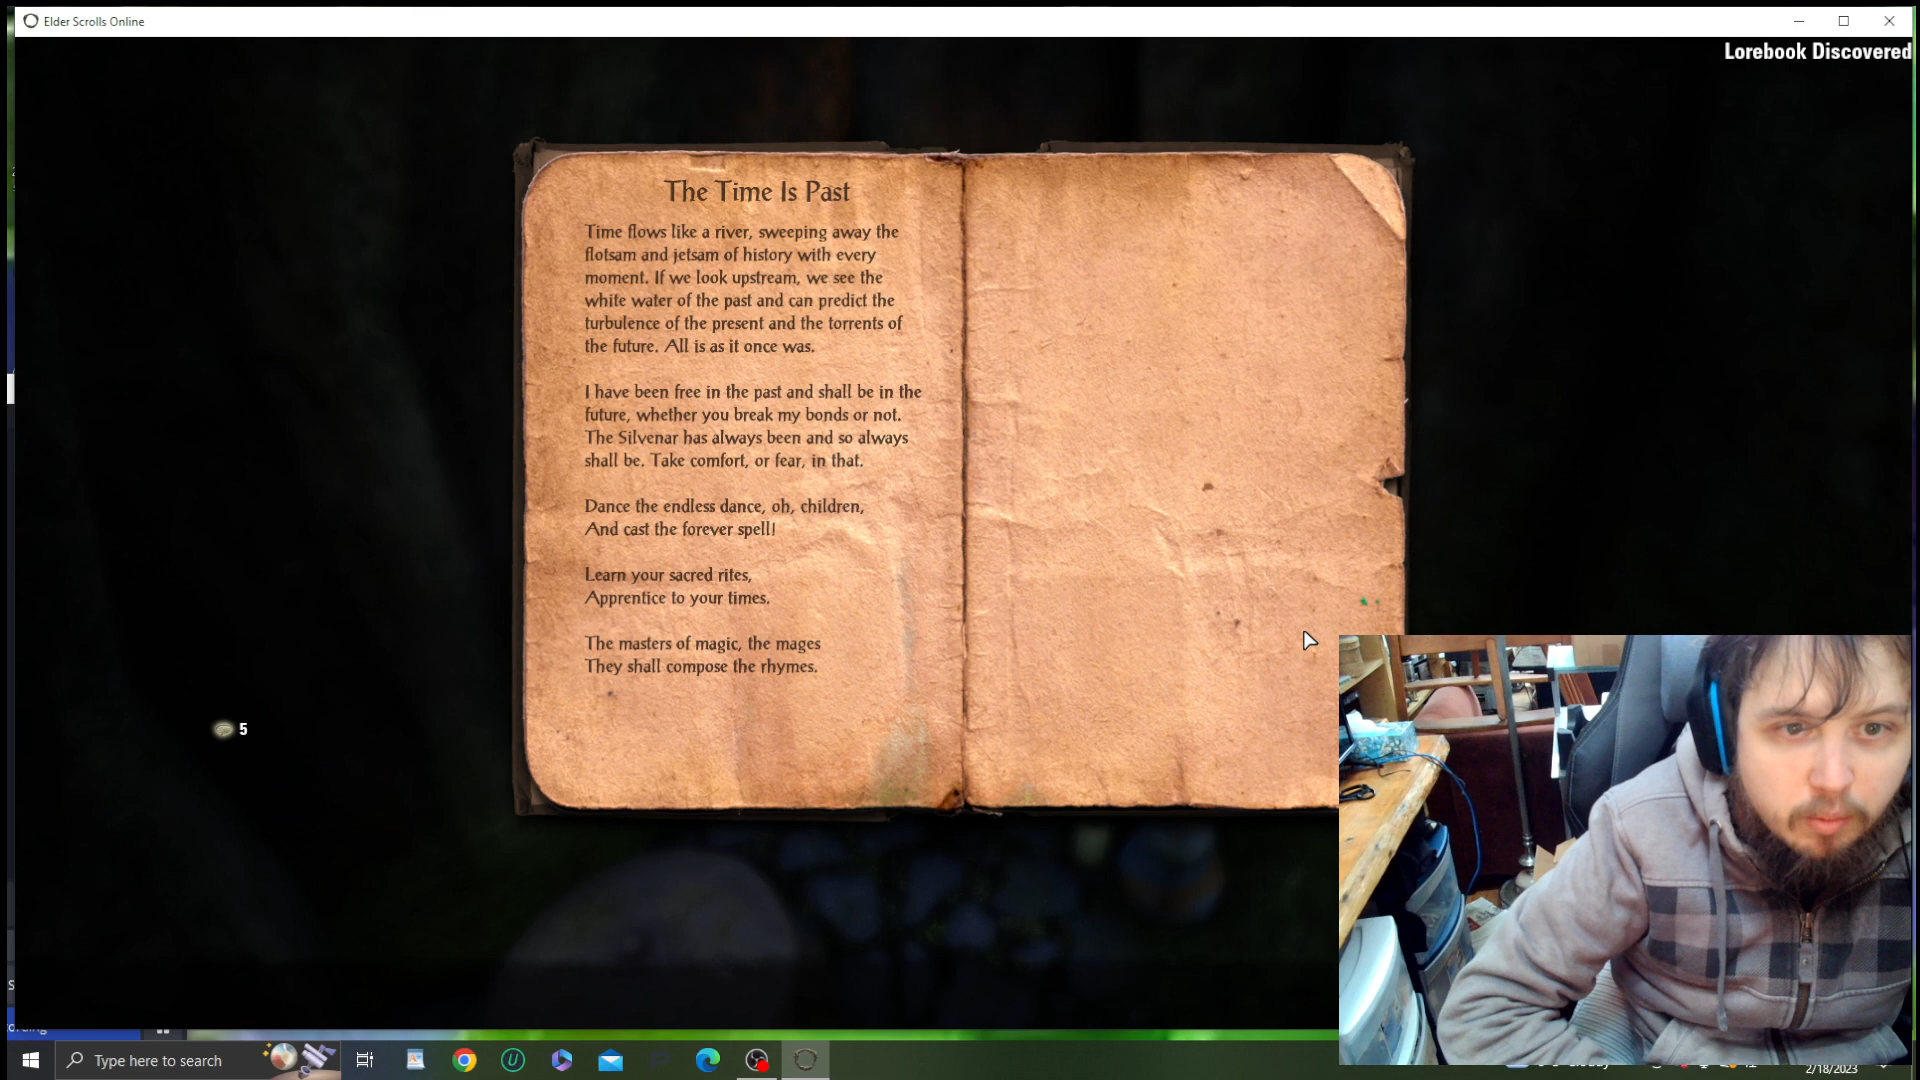 Elder Scrolls Online
Lorebook Discovered
The Time Is Past
Time flows like a river, sweeping away the
flotsam and jetsam of history with every
moment. If we look upstream, we see the
white water of the past and can predict the
turbulence of the present and the torrents of
the future. All is as it once was.
I have been free in the past and shall be in the
future, whether you break my bonds or not.
The Silvenar has always been and so always
shall be. Take comfort, or fear, in that.
Dance the endless dance, oh, children,
And cast the forever spell!
Learn your sacred rites,
Apprentice to your times.
The masters of magic, the mages
They shall compose the rhymes.
5
Type here to search
2/18/2023